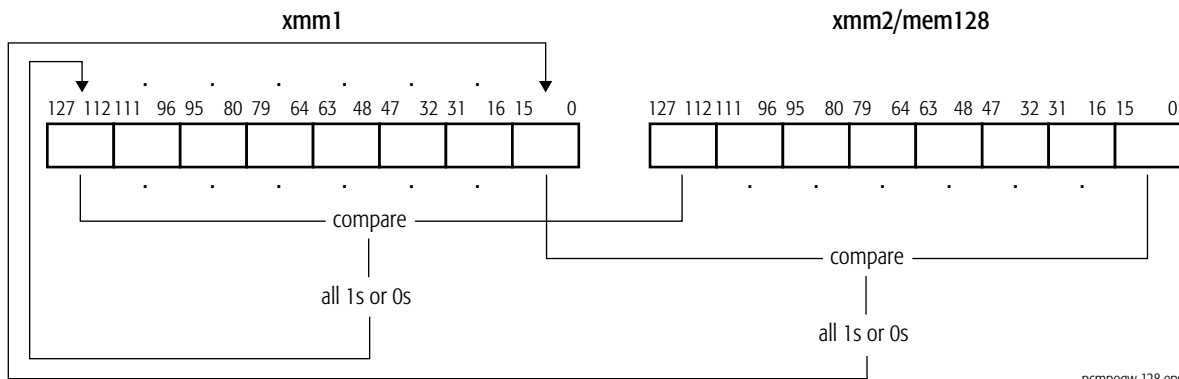 xmm1 xmm2/mem128
. . . . . .
127 112 111 96 95 80 79 64 63 48 47 32 31 16 15 0 127 112 111 96 95 80 79 64 63 48 47 32 31 16 15 0
. . . . . . . . . . . .
compare
compare
all 1s or 0s
all 1s or 0s